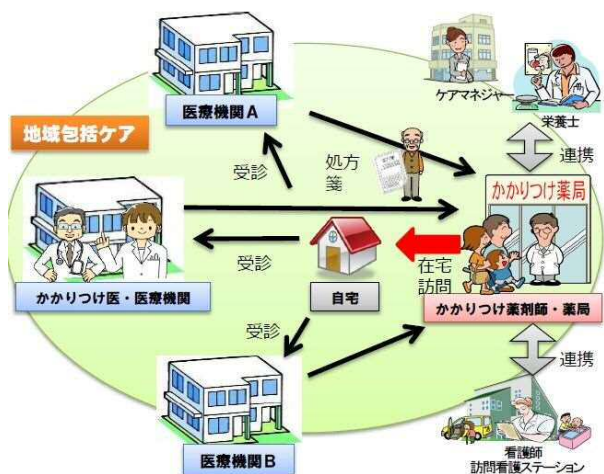 医療機関A
ケアマネジャー
栄養士
地域包括ケア
受診
処方
箋
連携
かかりつけ薬局
受診
在宅
訪問
かかりつけ医・医療機関
自宅
かかりつけ薬剤師・薬局
受診
連携
医療機関B
看護師
訪問看護ステーション